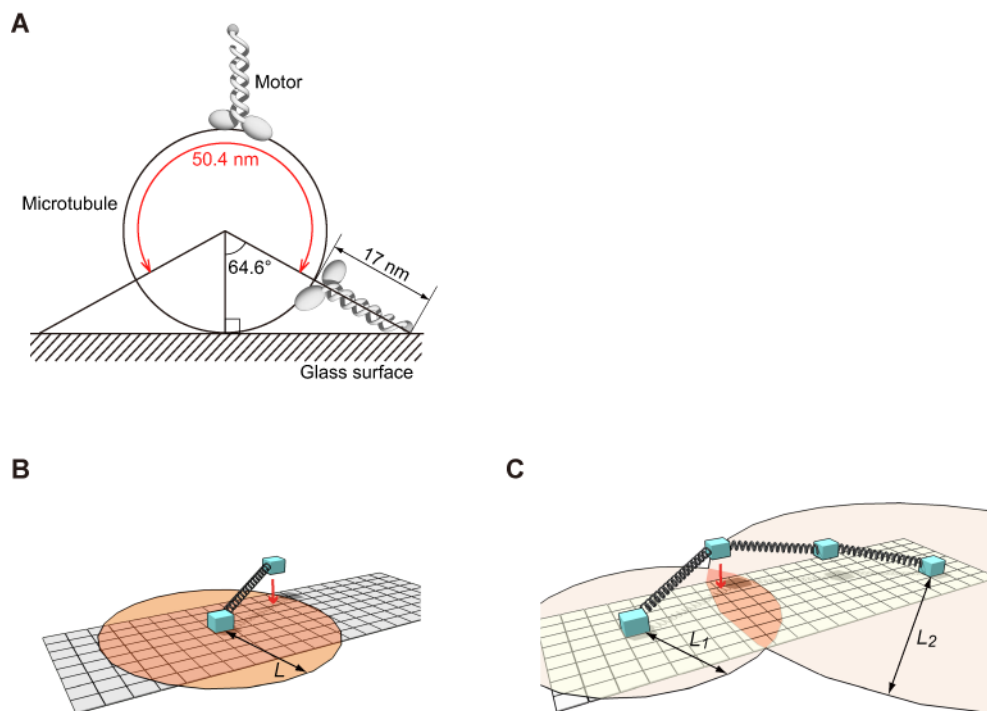 A
Motor
50.4 nm
Microtubule
64.6°
17 nm
Glass surface
B
C
L
L1
L2